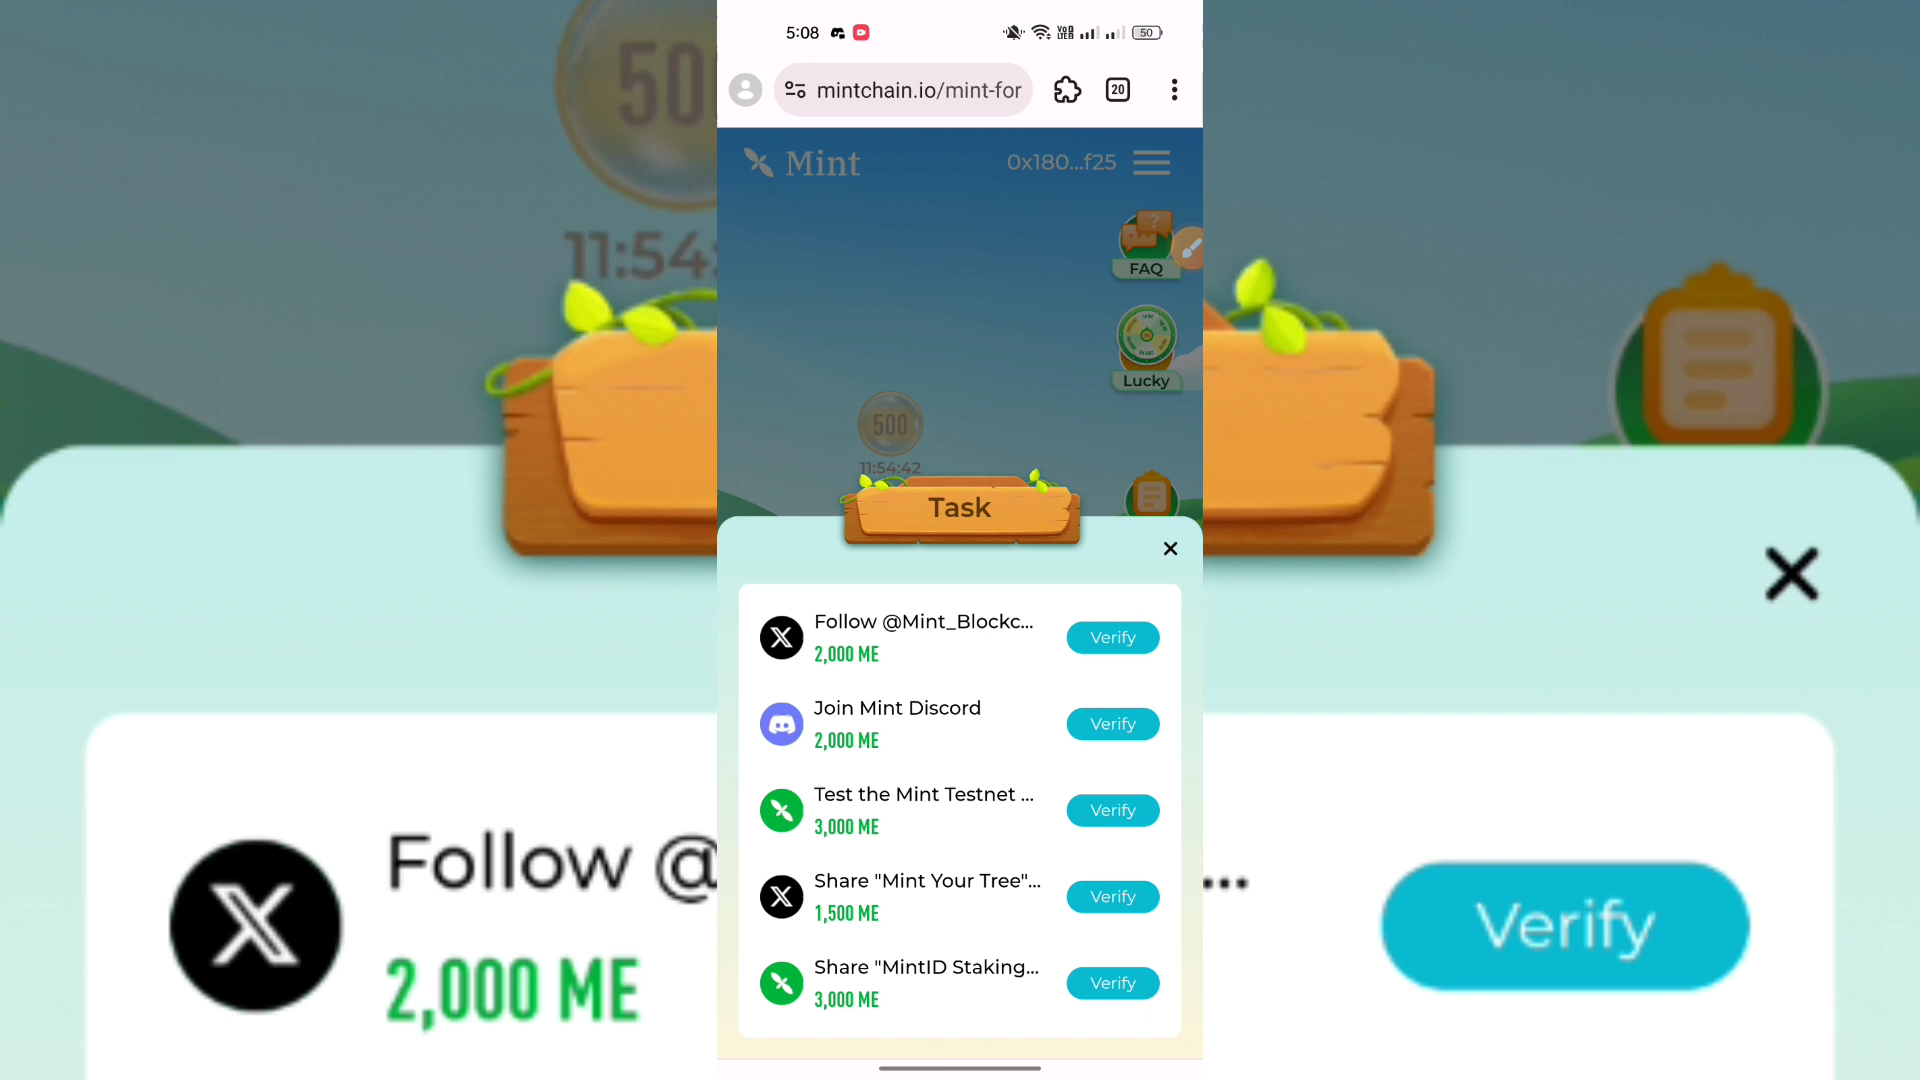 5:08
VoD
LTED
50
mintchain.io/mint-for
20
Mint
0x180...f25
?
FAQ
Lucky
500
11:54:42
Task
Follow @Mint_Blockc...
2,000 ME
Verify
Join Mint Discord
2,000 ME
Verify
Test the Mint Testnet ...
3,000 ME
Verify
Share "Mint Your Tree"...
1,500 ME
Verify
Share "MintID Staking...
3,000 ME
Verify
50
11:54:
Follow @
...
2,000 ME
Verify